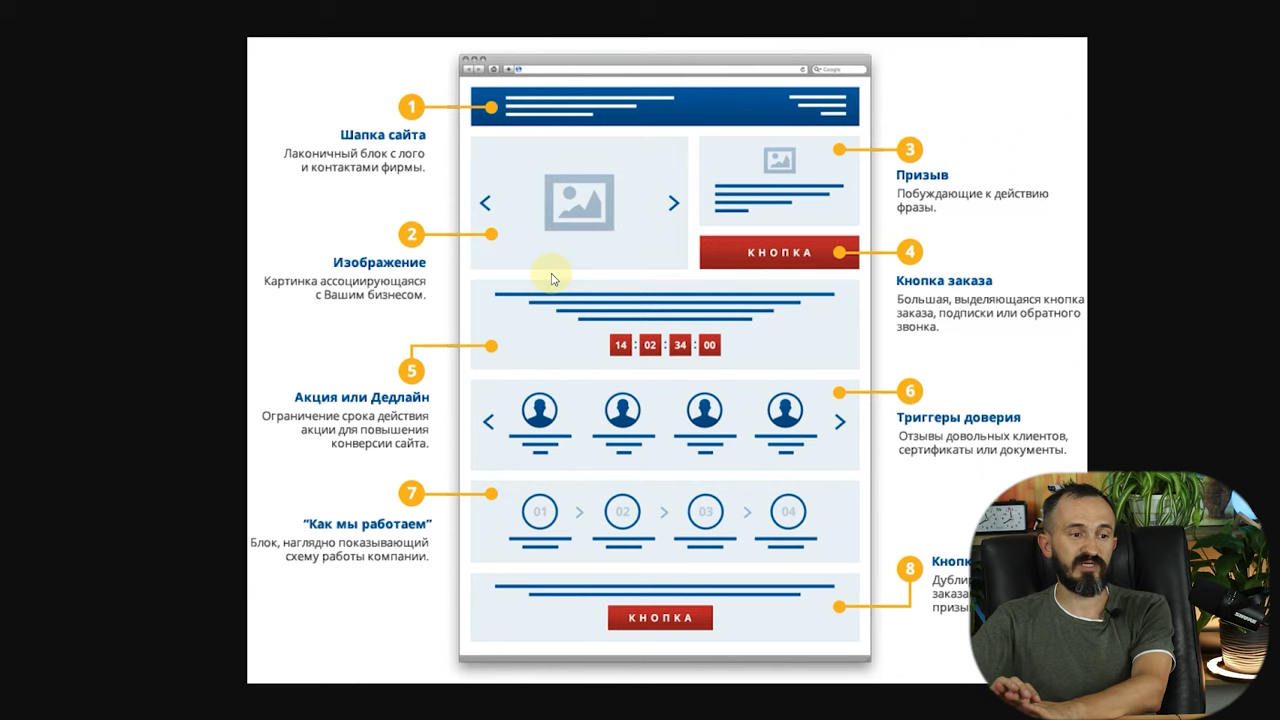 Google
1
Шапка сайта
Лаконичный блок с лого
и контактами фирмы.
2
Изображение
Картинка ассоциирующаяся
с Вашим бизнесом.
3
Призыв
Побуждающие к действию
фразы.
КНОПКА
4
Кнопка заказа
Большая, выделяющаяся кнопка
заказа, подписки или обратного
звонка.
14 : 02 : 34 : 00
5
Акция или Дедлайн
Ограничение срока действия
акции для повышения
конверсии сайта.
6
Триггеры доверия
Отзывы довольных клиентов,
сертификаты или документы.
7
“Как мы работаем”
Блок, наглядно показывающий
схему работы компании.
01 02 03 04
8
КНОПКА
SHURE